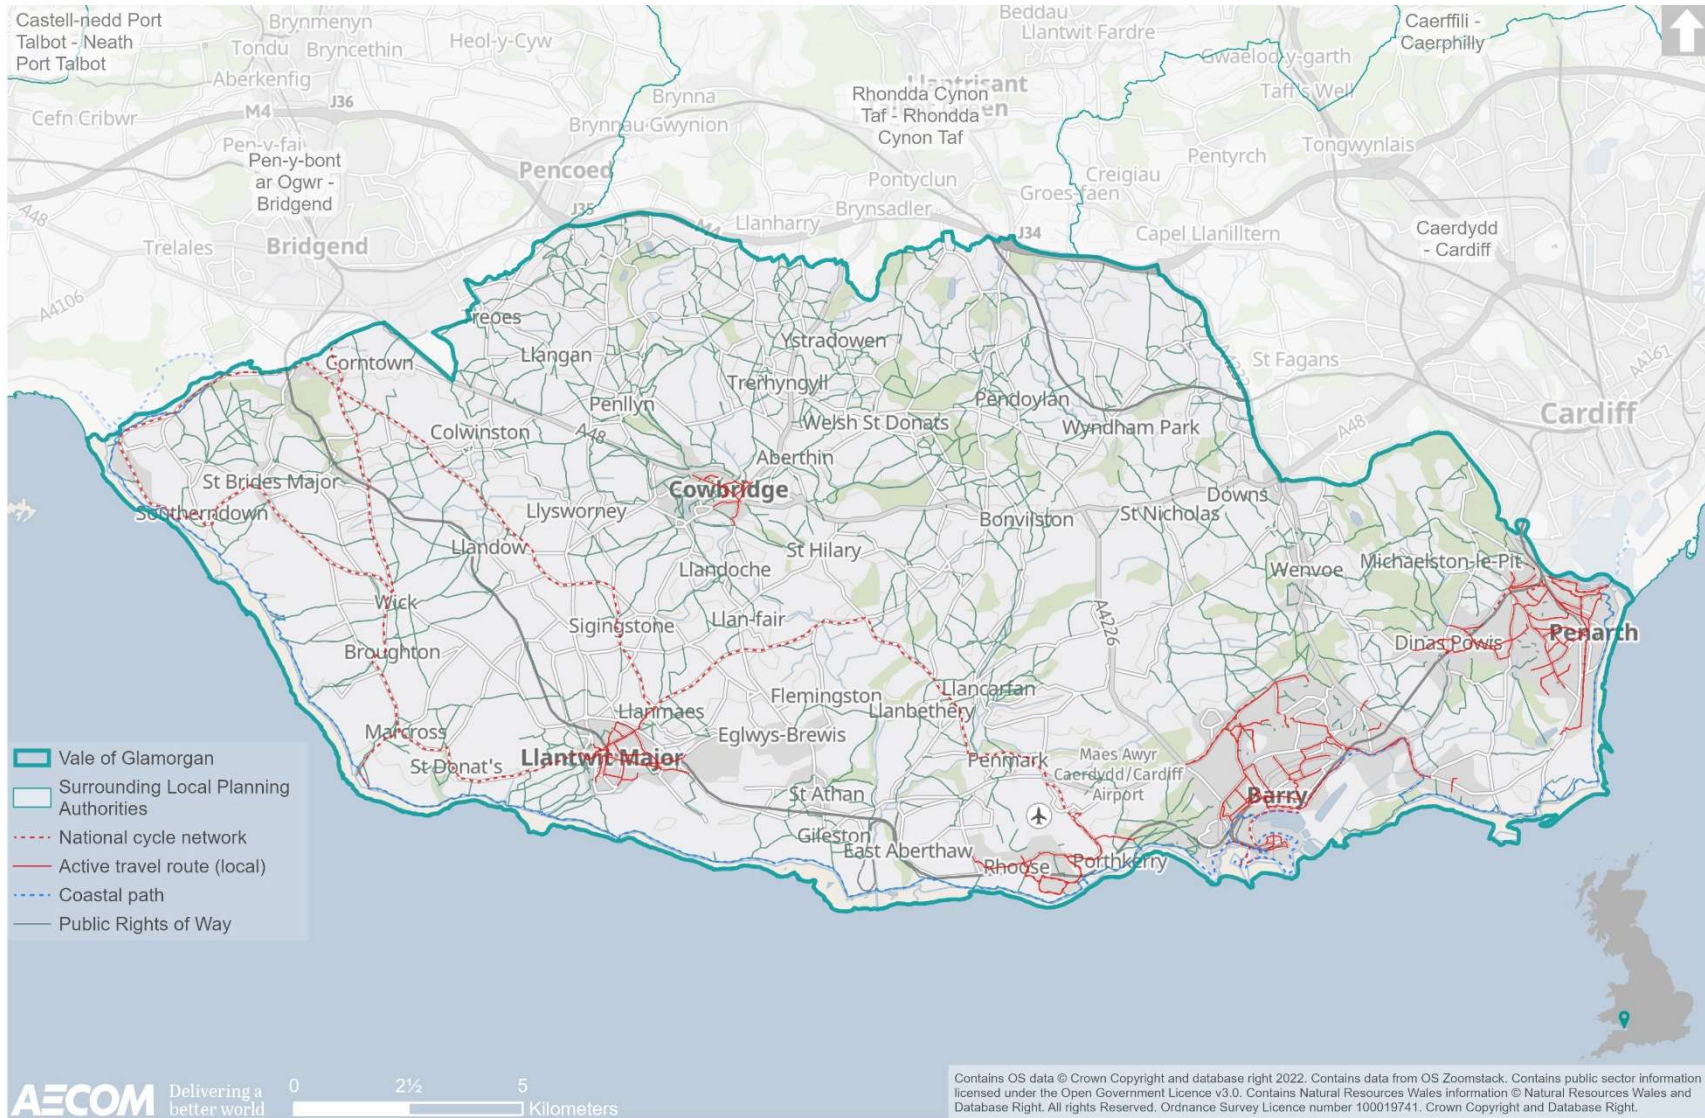 Castell-nedd Port
Talbot - Neath
Port Talbot
Brynmenyn
Tondu
Bryncethin
Aberkenfig
Heol-y-Cyw
Beddau
Llantwit Fardre
Caerffili -
Caerphilly
Gwaelod-y-garth
Taff's Well
Cefn Cribwr
M4
J36
Pen-y-fai
Pen-y-bont
ar Ogwr -
Bridgend
Brynna
Brynnau Gwynion
Llantrisant
Rhondda Cynon
Taf - Rhondda
Cynon Taf
Tongwynlais
Pentyrch
Creigiau
Pencoed
Pontyclun
Groes-faen
A48
J35
M4
Llanharry
Brynsadler
J34
Capel Llanilltern
Caerdydd
- Cardiff
Trelales
Bridgend
A4106
reoes
Ystradowen
A4232
St Fagans
A4161
Corntown
Llangan
Trerhyngyll
Penllyn
Pendoylan
Cardiff
Colwinston
A48
Welsh St Donats
Wyndham Park
A48
Aberthin
St Brides Major
Cowbridge
Downs
Southerndown
Llysworney
Bonvilston
St Nicholas
Llandow
St Hilary
Michaelston-le-Pit
Llandoche
Wenvoe
Wick
Sigingstone
Llan-fair
A4226
Dinas Powis
Penarth
Broughton
Llanmaes
Flemingston
Llancarfan
Llanbethery
Marcross
Eglwys-Brewis
St Donat's
Llantwit Major
Penmark
Maes Awyr
Caerdydd/Cardiff
Airport
St Athan
Barry
Gileston
East Aberthaw
Rhoose
Porthkerry
Vale of Glamorgan
Surrounding Local Planning
Authorities
National cycle network
Active travel route (local)
Coastal path
Public Rights of Way
AECOM
Delivering a
better world
0 2½ 5
Kilometers
Contains OS data © Crown Copyright and database right 2022. Contains data from OS Zoomstack. Contains public sector information
licensed under the Open Government Licence v3.0. Contains Natural Resources Wales information © Natural Resources Wales and
Database Right. All rights Reserved. Ordnance Survey Licence number 100019741. Crown Copyright and Database Right.